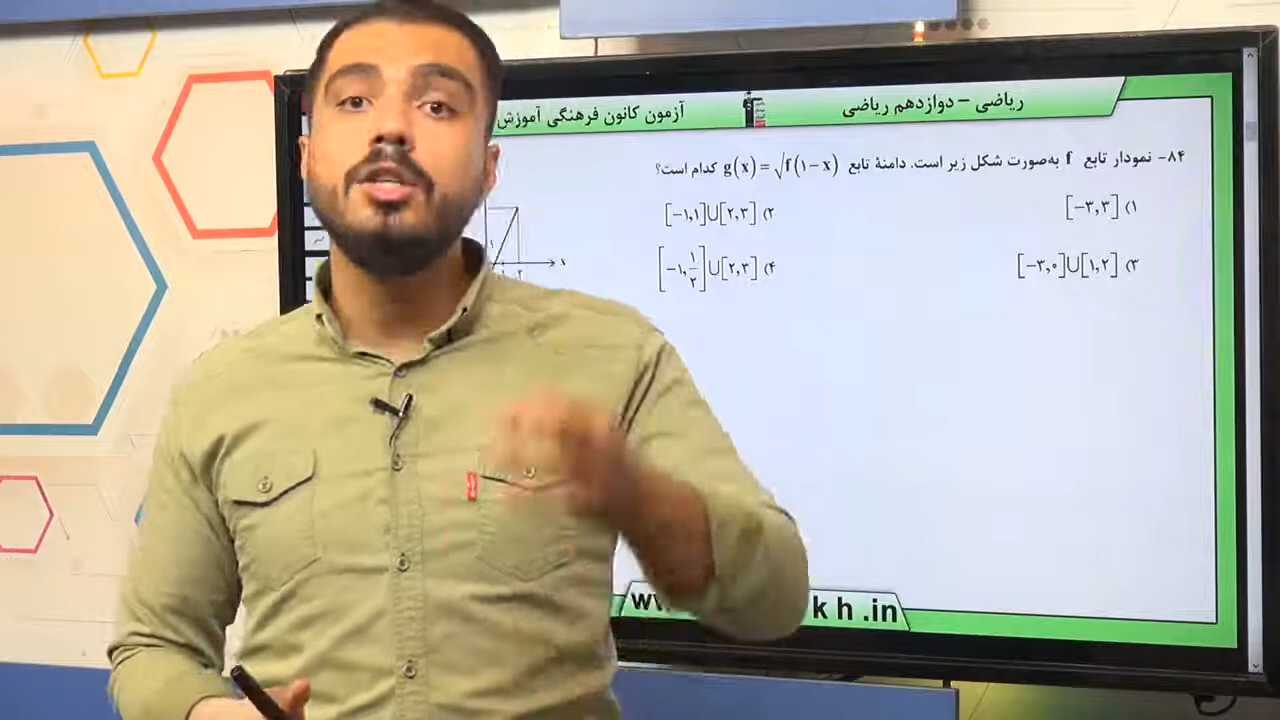 ریاضی – دوازدهم ریاضی
آزمون کانون فرهنگی آموزش
۸۴- نمودار تابع f به‌صورت شکل زیر است. دامنهٔ تابع g(x)=√f(۱−x) کدام است؟
۱) [−۳,۳]
۲) [−۱,۱]∪[۲,۳]
۳) [−۳,۰]∪[۱,۲]
۴) [−۱,۱/۲]∪[۲,۳]
x
۱
۲
kh.in